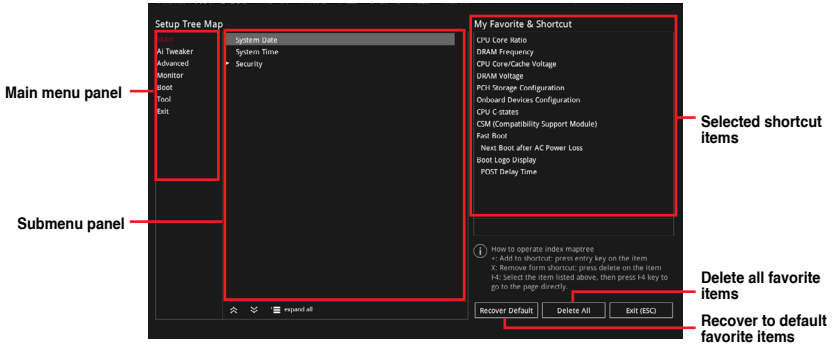 Setup Tree Map
My Favorite & Shortcut
Main menu panel
Main
Ai Tweaker
Advanced
Monitor
Boot
Tool
Exit
Submenu panel
System Date
System Time
Security
expand all
CPU Core Ratio
DRAM Frequency
CPU Core/Cache Voltage
DRAM Voltage
PCH Storage Configuration
Onboard Devices Configuration
CPU C-states
CSM (Compatibility Support Module)
Fast Boot
Next Boot after AC Power Loss
Boot Logo Display
POST Delay Time
Selected shortcut
items
How to operate index maptree
+: Add to shortcut: press entry key on the item
X: Remove form shortcut: press delete on the item
F4: Select the item listed above, then press F4 key to
go to the page directly.
Recover Default
Delete All
Exit (ESC)
Delete all favorite
items
Recover to default
favorite items